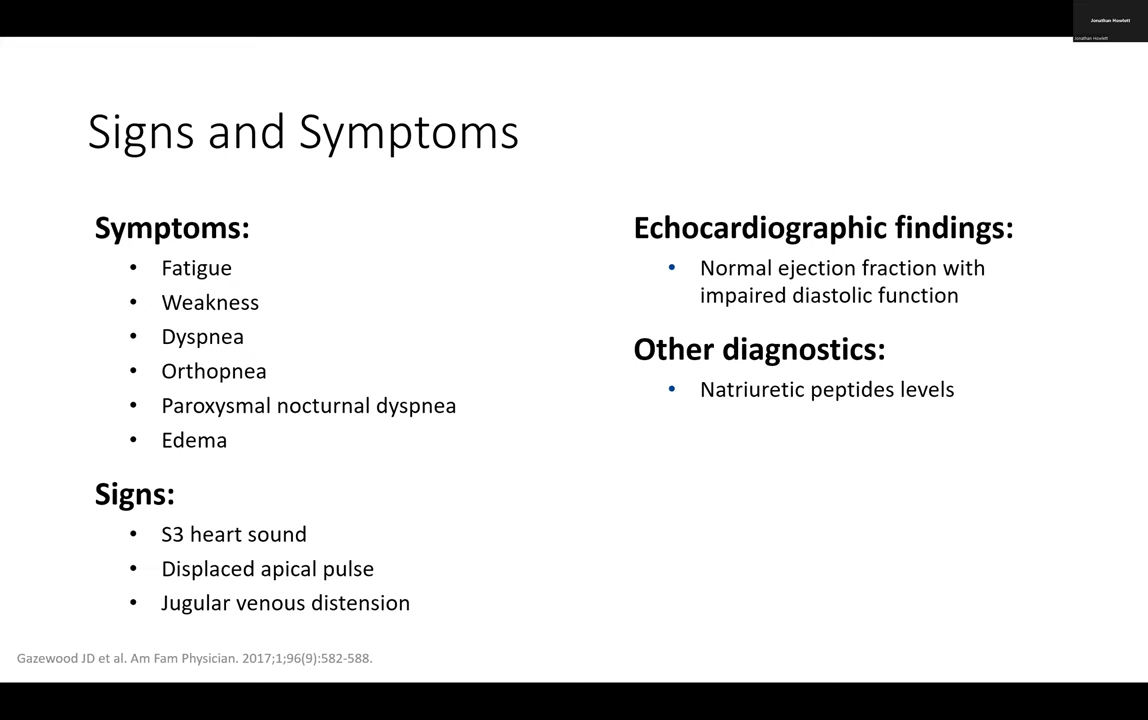 Jonathan Howlett
Jonathan Howlett
Signs and Symptoms
Symptoms:
• Fatigue
• Weakness
• Dyspnea
• Orthopnea
• Paroxysmal nocturnal dyspnea
• Edema
Signs:
• S3 heart sound
• Displaced apical pulse
• Jugular venous distension
Echocardiographic findings:
• Normal ejection fraction with
impaired diastolic function
Other diagnostics:
• Natriuretic peptides levels
Gazewood JD et al. Am Fam Physician. 2017;1;96(9):582-588.